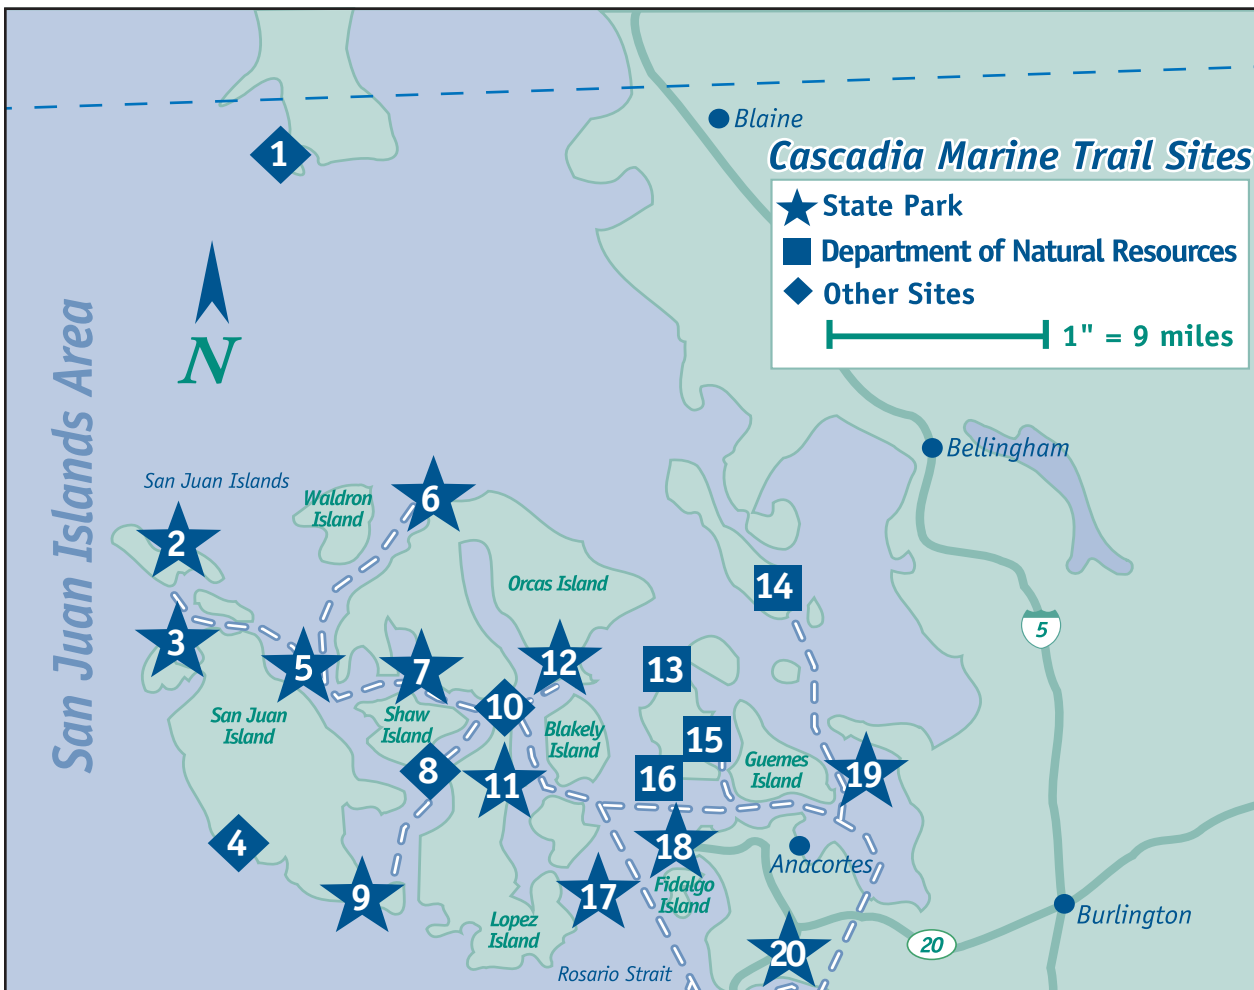 Blaine
Cascadia Marine Trail Sites
1
State Park
Department of Natural Resources
Other Sites
1" = 9 miles
N
San Juan Islands Area
Bellingham
San Juan Islands
Waldron
Island
6
2
Orcas Island
14
5
3
5
7
12
13
10
San Juan
Island
Shaw
Island
Blakely
Island
15
Guemes
Island
8
11
16
19
4
18
Anacortes
9
17
Fidalgo
Island
Lopez
Island
Burlington
20
20
Rosario Strait